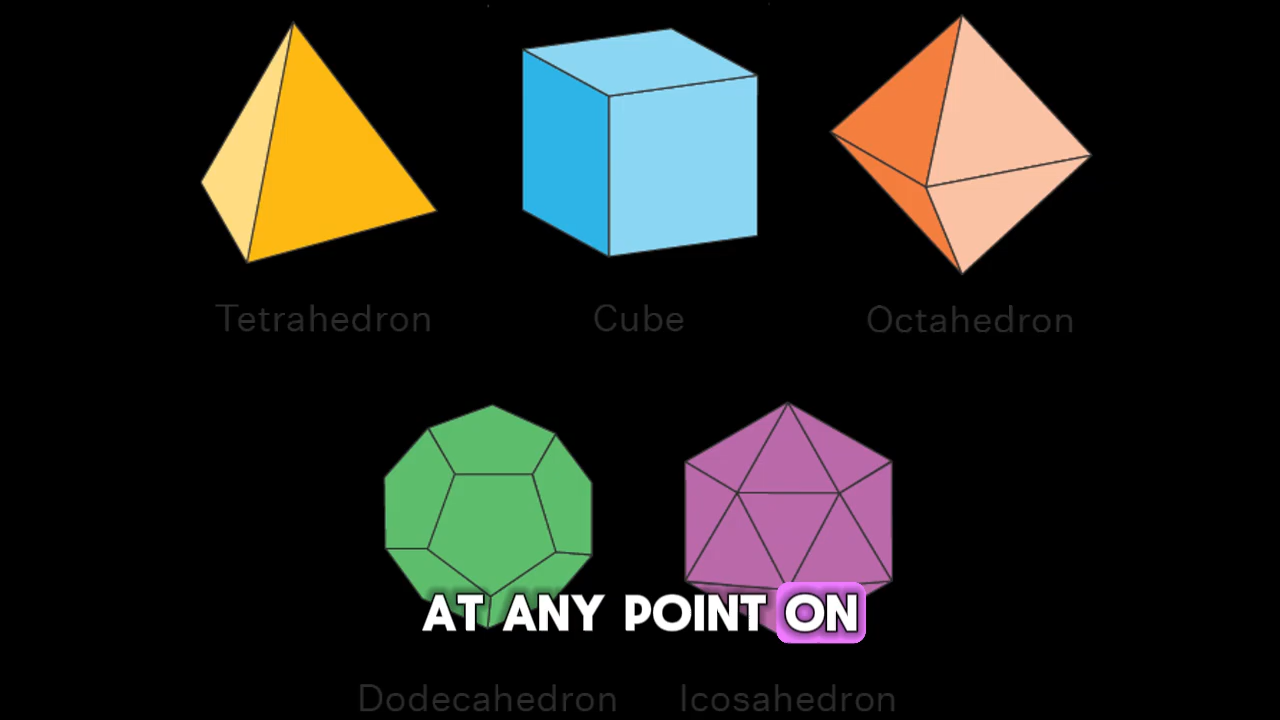 Tetrahedron
Cube
Octahedron
AT ANY POINT ON
Dodecahedron
Icosahedron